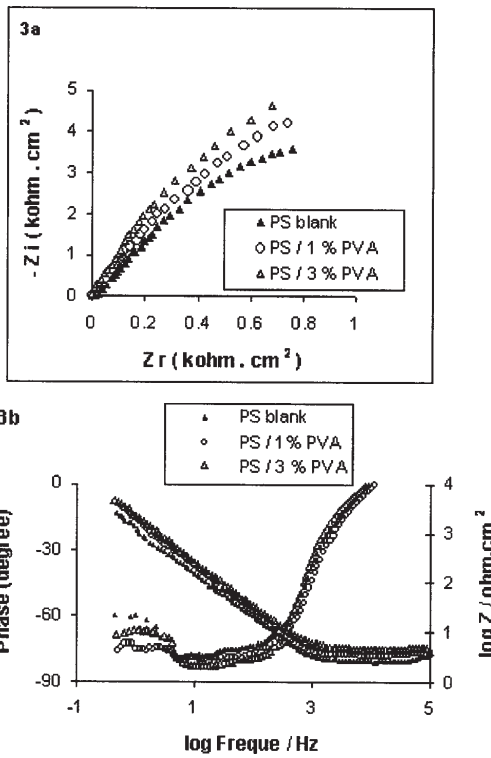 3a
5
4
3
2
1
0
- Z i ( kohm . cm²)
PS blank
PS / 1 % PVA
PS / 3 % PVA
0 0.2 0.4 0.6 0.8 1
Z r ( kohm . cm²)
3b
PS blank
PS / 1 % PVA
PS / 3 % PVA
0
-30
-60
-90
Phase (degree)
4
3
2
1
0
log Z / ohm.cm²
-1 1 3 5
log Freque / Hz